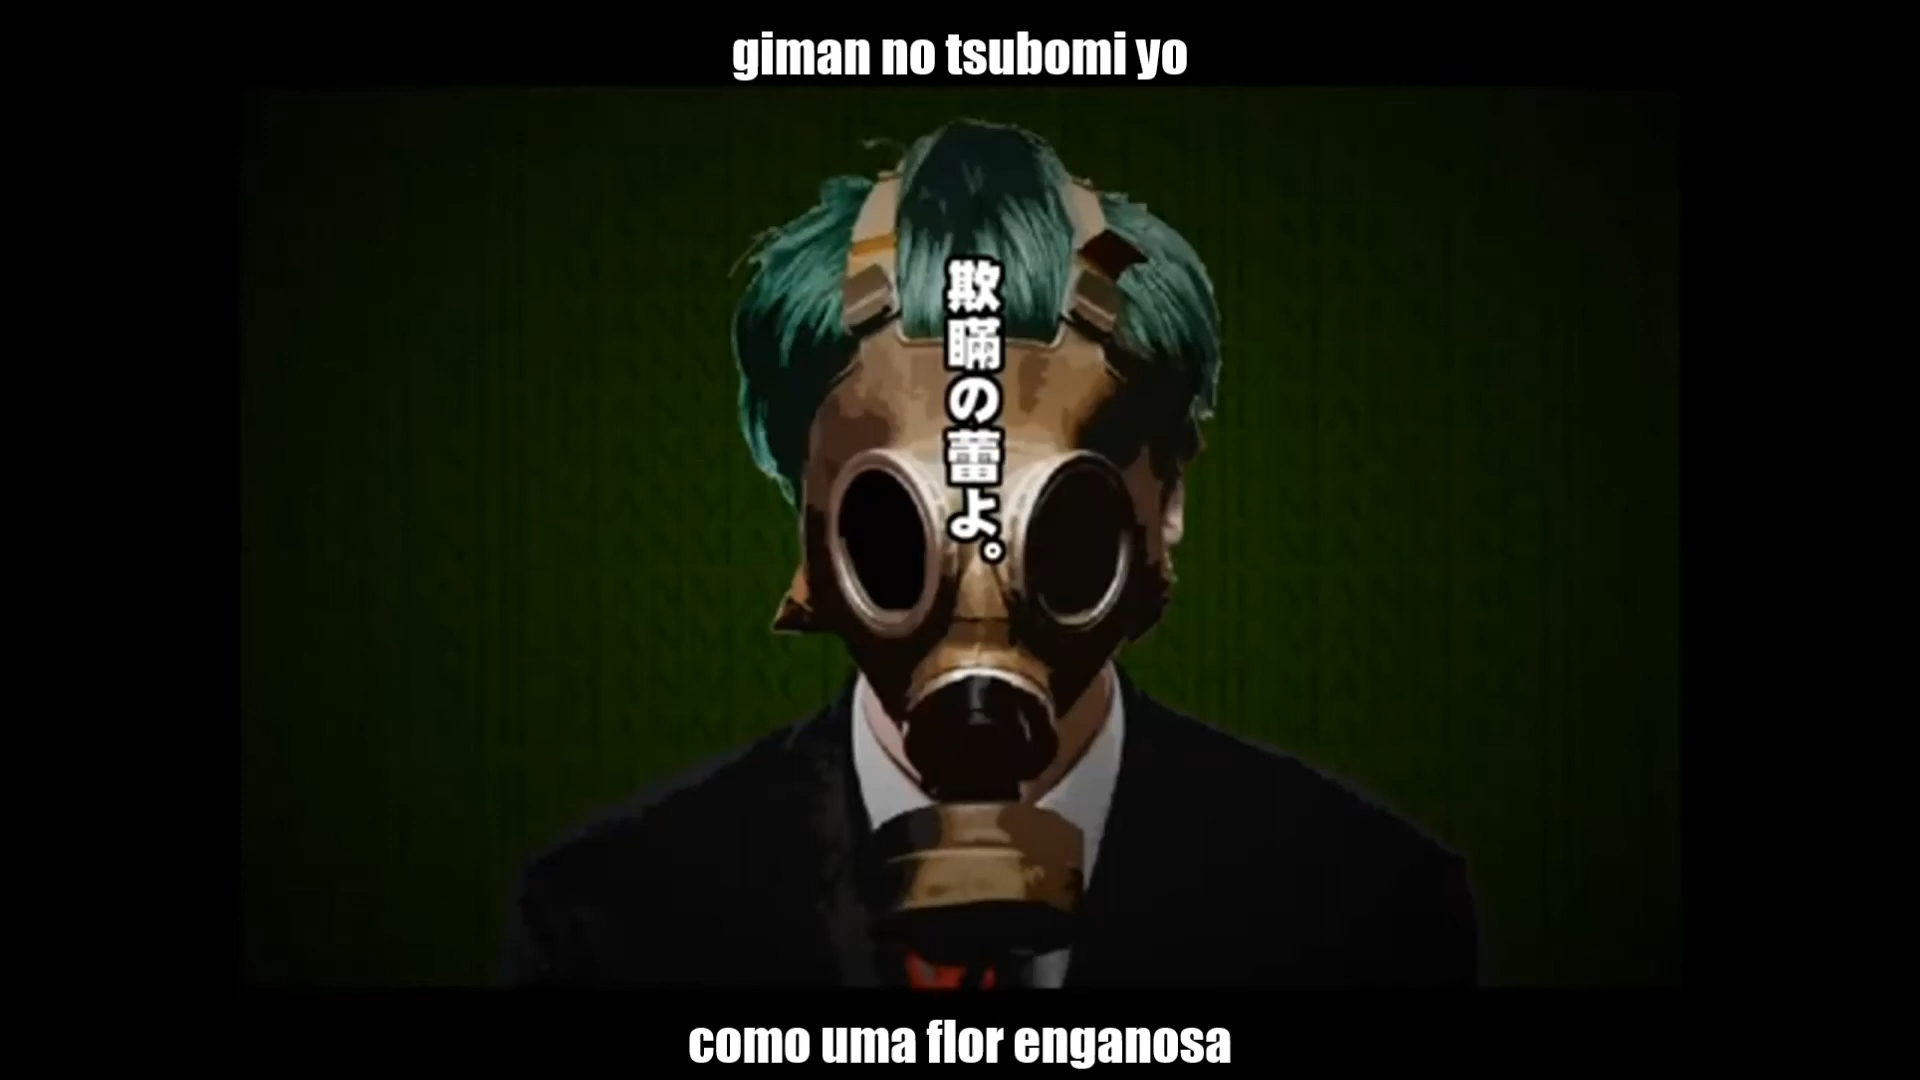 giman no tsubomi yo
欺瞞の蕾よ。
como uma flor enganosa